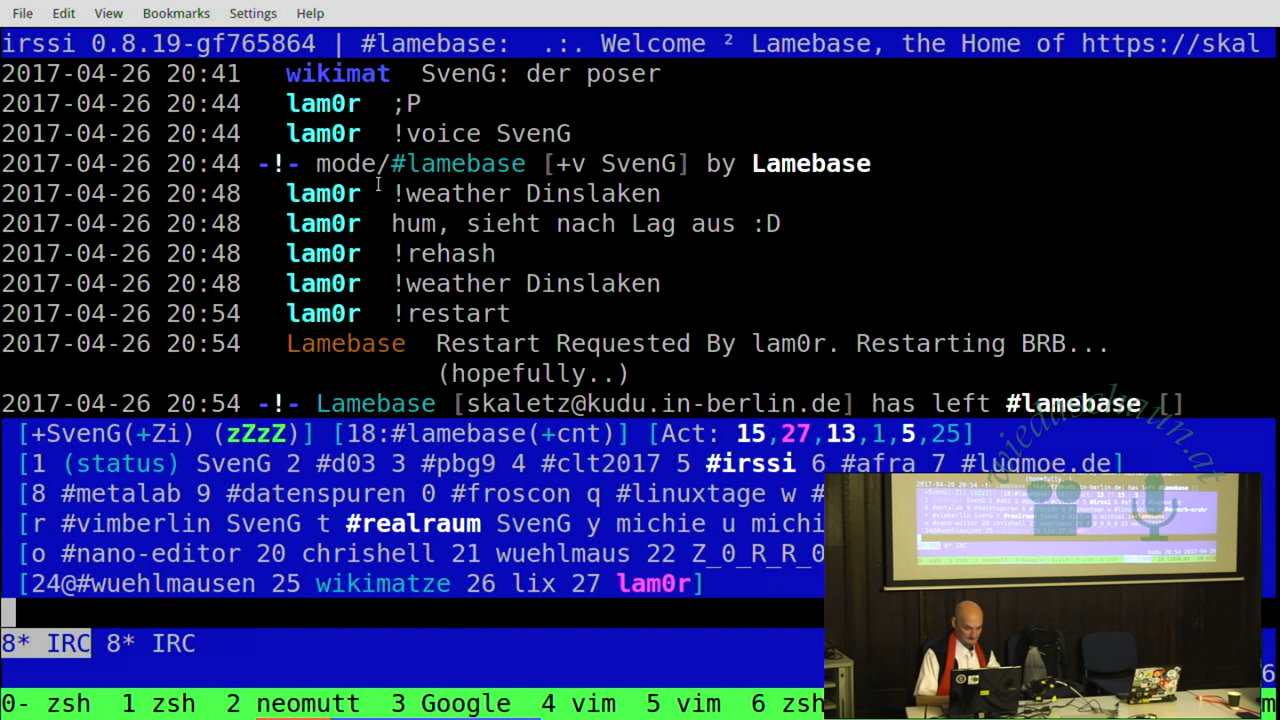 File Edit View Bookmarks Settings Help
irssi 0.8.19-gf765864 | #lamebase: .:. Welcome ² Lamebase, the Home of https://skal
2017-04-26 20:41 wikimat SvenG: der poser
2017-04-26 20:44 lam0r ;P
2017-04-26 20:44 lam0r !voice SvenG
2017-04-26 20:44 -!- mode/#lamebase [+v SvenG] by Lamebase
2017-04-26 20:48 lam0r !weather Dinslaken
2017-04-26 20:48 lam0r hum, sieht nach Lag aus :D
2017-04-26 20:48 lam0r !rehash
2017-04-26 20:48 lam0r !weather Dinslaken
2017-04-26 20:54 lam0r !restart
2017-04-26 20:54 Lamebase Restart Requested By lam0r. Restarting BRB...
(hopefully..)
2017-04-26 20:54 -!- Lamebase [skaletz@kudu.in-berlin.de] has left #lamebase []
[+SvenG(+Zi) (zZzZ)] [18:#lamebase(+cnt)] [Act: 15,27,13,1,5,25]
[1 (status) SvenG 2 #d03 3 #pbg9 4 #clt2017 5 #irssi 6 #afra 7 #lugmoe.de]
[8 #metalab 9 #datenspuren 0 #froscon q #linuxtage w #
[r #vimberlin SvenG t #realraum SvenG y michie u michi
[o #nano-editor 20 chrishell 21 wuehlmaus 22 Z_0_R_R_0
[24@#wuehlmausen 25 wikimatze 26 lix 27 lam0r]
8* IRC 8* IRC
6
0- zsh 1 zsh 2 neomutt 3 Google 4 vim 5 vim 6 zsh
m